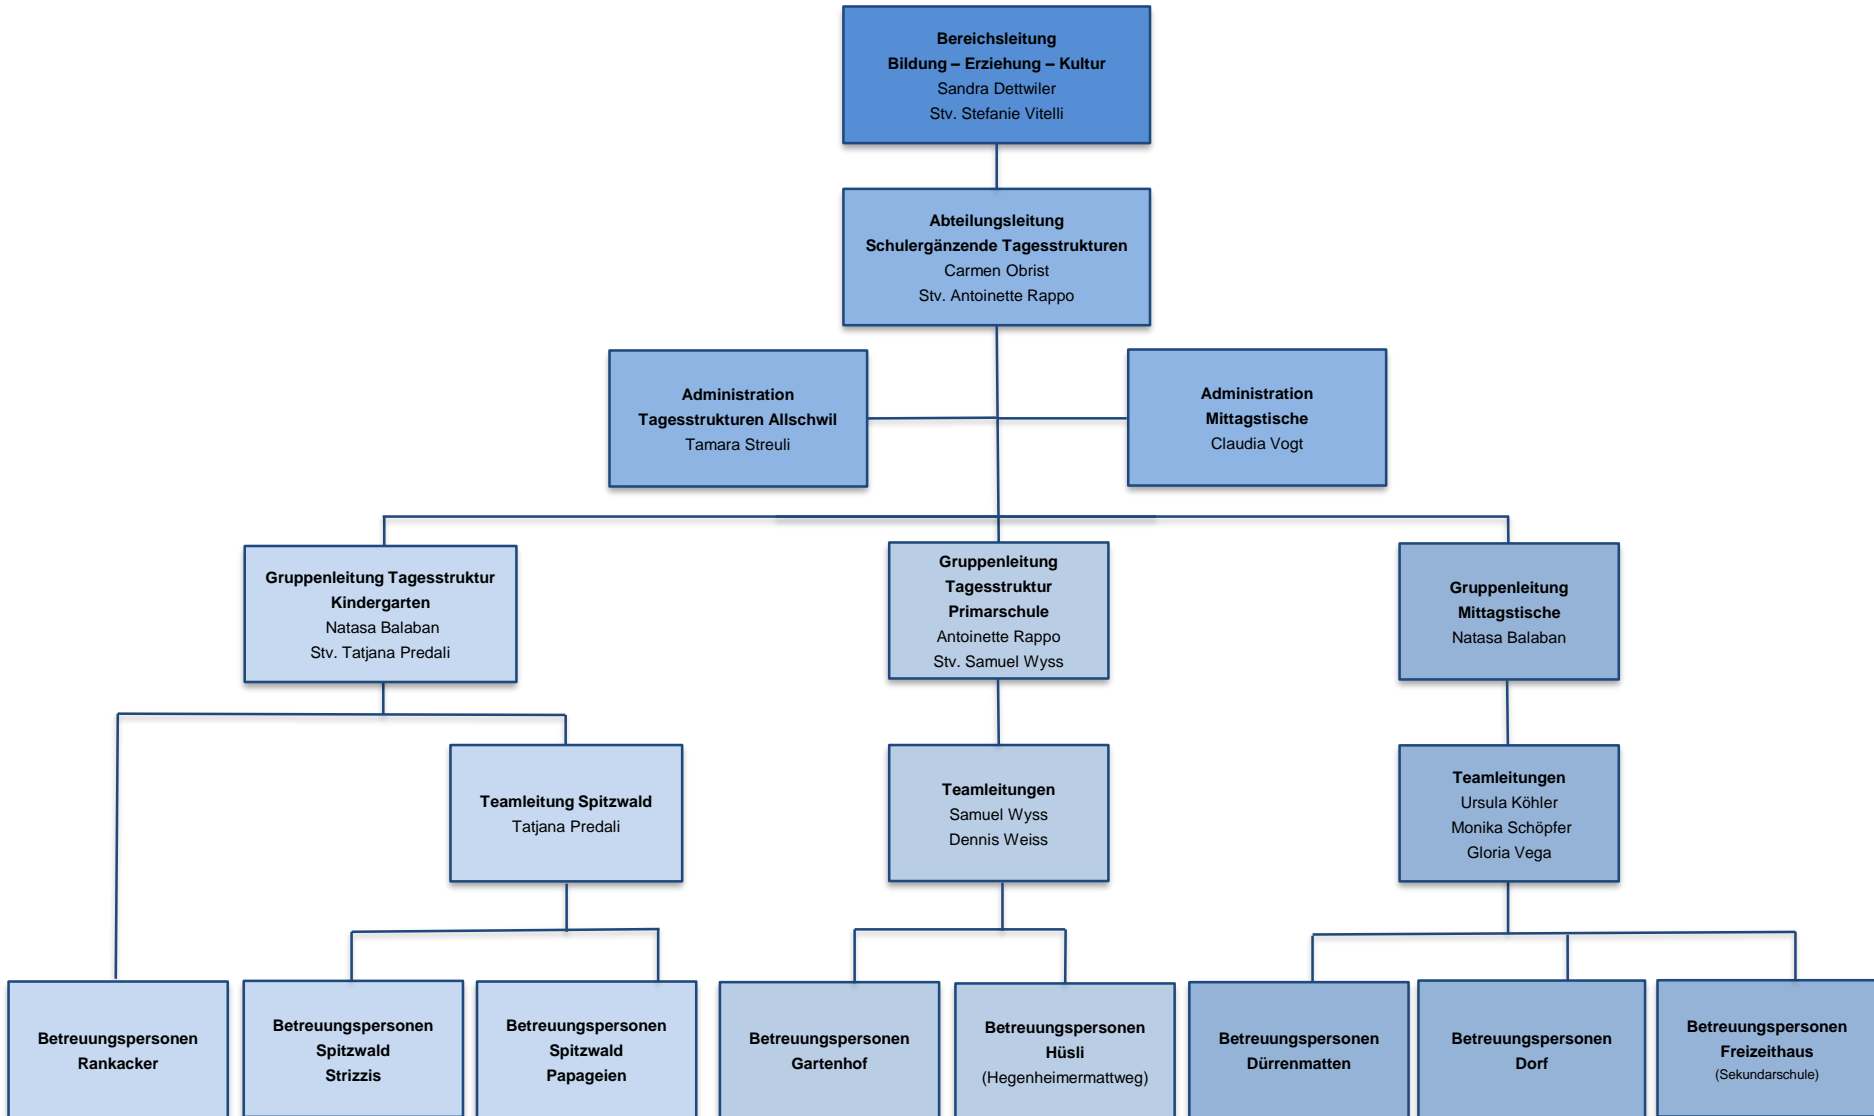 Bereichsleitung
Bildung – Erziehung – Kultur
Sandra Dettwiler
Stv. Stefanie Vitelli
Abteilungsleitung
Schulergänzende Tagesstrukturen
Carmen Obrist
Stv. Antoinette Rappo
Administration
Tagesstrukturen Allschwil
Tamara Streuli
Administration
Mittagstische
Claudia Vogt
Gruppenleitung Tagesstruktur
Kindergarten
Natasa Balaban
Stv. Tatjana Predali
Gruppenleitung
Tagesstruktur
Primarschule
Antoinette Rappo
Stv. Samuel Wyss
Gruppenleitung
Mittagstische
Natasa Balaban
Teamleitung Spitzwald
Tatjana Predali
Teamleitungen
Samuel Wyss
Dennis Weiss
Teamleitungen
Ursula Köhler
Monika Schöpfer
Gloria Vega
Betreuungspersonen
Rankacker
Betreuungspersonen
Spitzwald
Strizzis
Betreuungspersonen
Spitzwald
Papageien
Betreuungspersonen
Gartenhof
Betreuungspersonen
Hüsli
(Hegenheimermattweg)
Betreuungspersonen
Dürrenmatten
Betreuungspersonen
Dorf
Betreuungspersonen
Freizeithaus
(Sekundarschule)